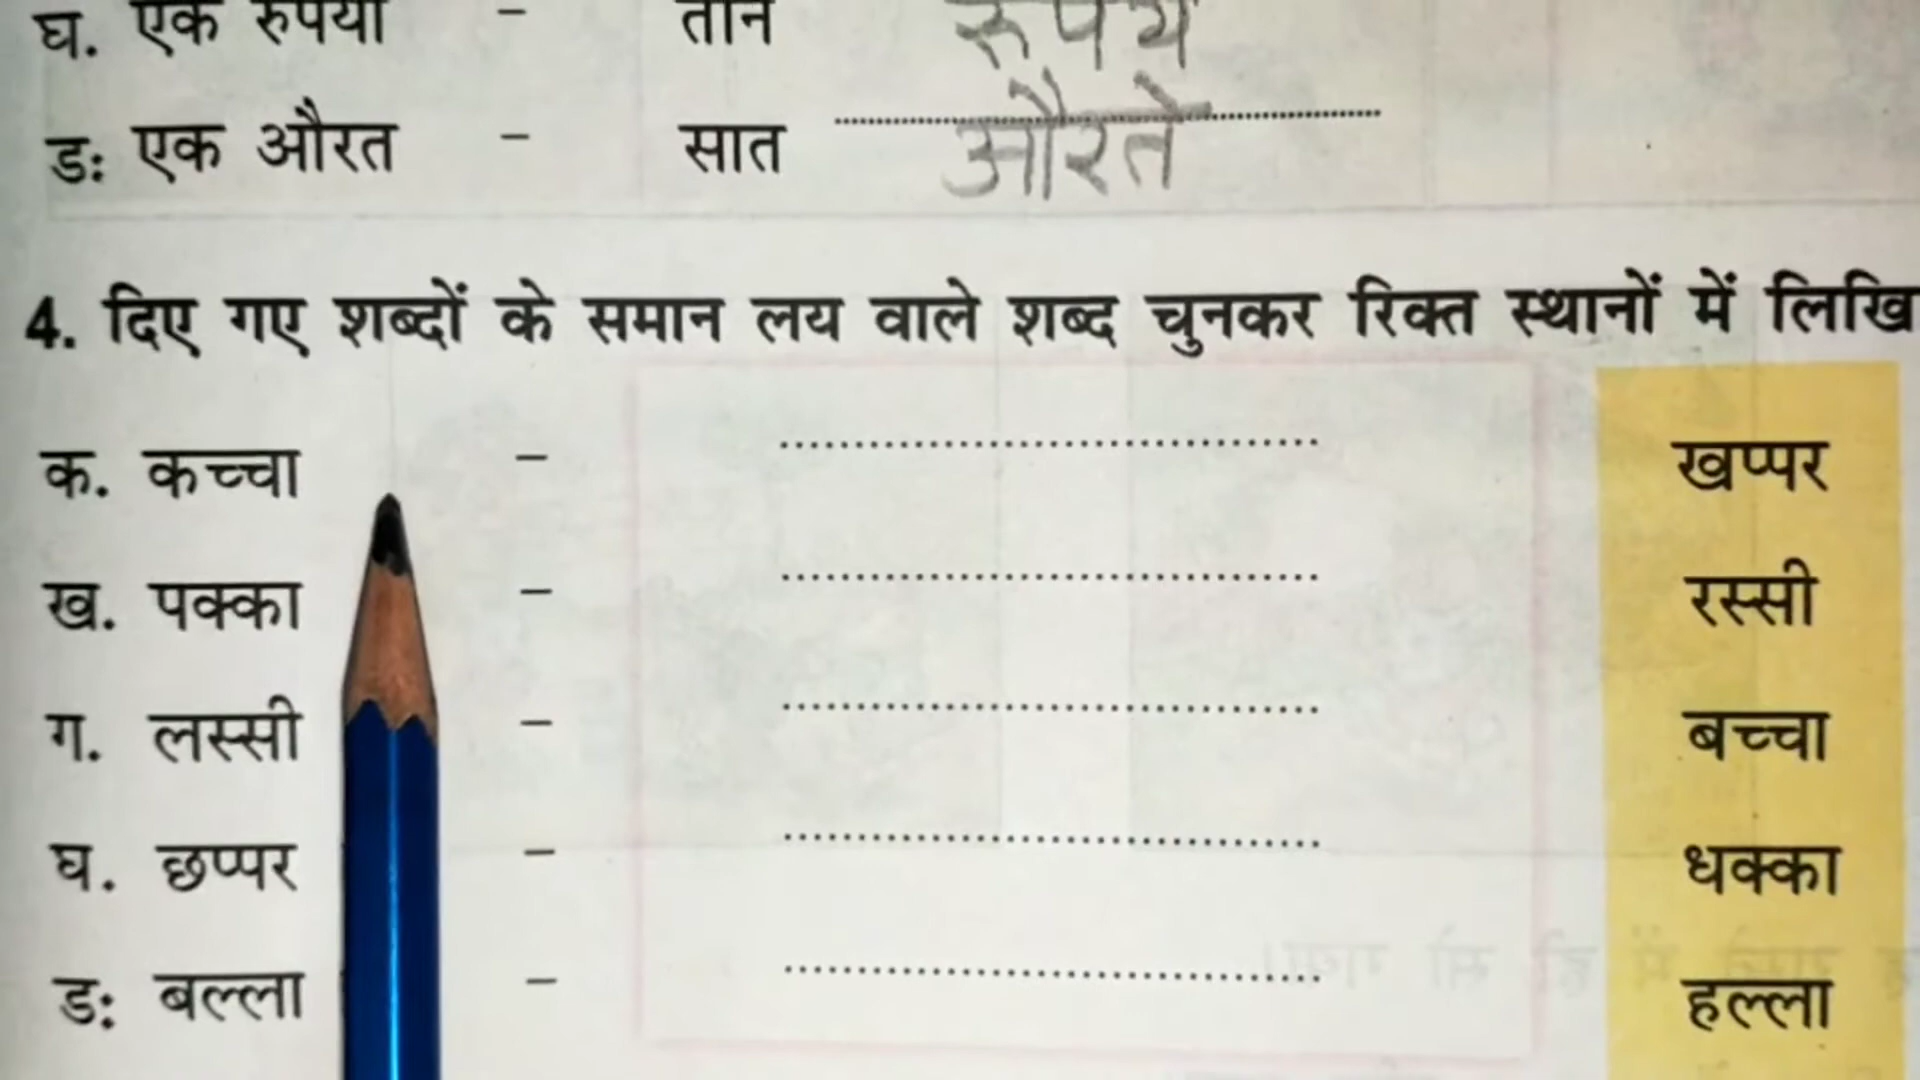 घ. एक रुपया - तीन रूपये
ङः एक औरत - सात औरते
4. दिए गए शब्दों के समान लय वाले शब्द चुनकर रिक्त स्थानों में लिखि
क. कच्चा - खप्पर
ख. पक्का - रस्सी
ग. लस्सी - बच्चा
घ. छप्पर - धक्का
ङः बल्ला - हल्ला